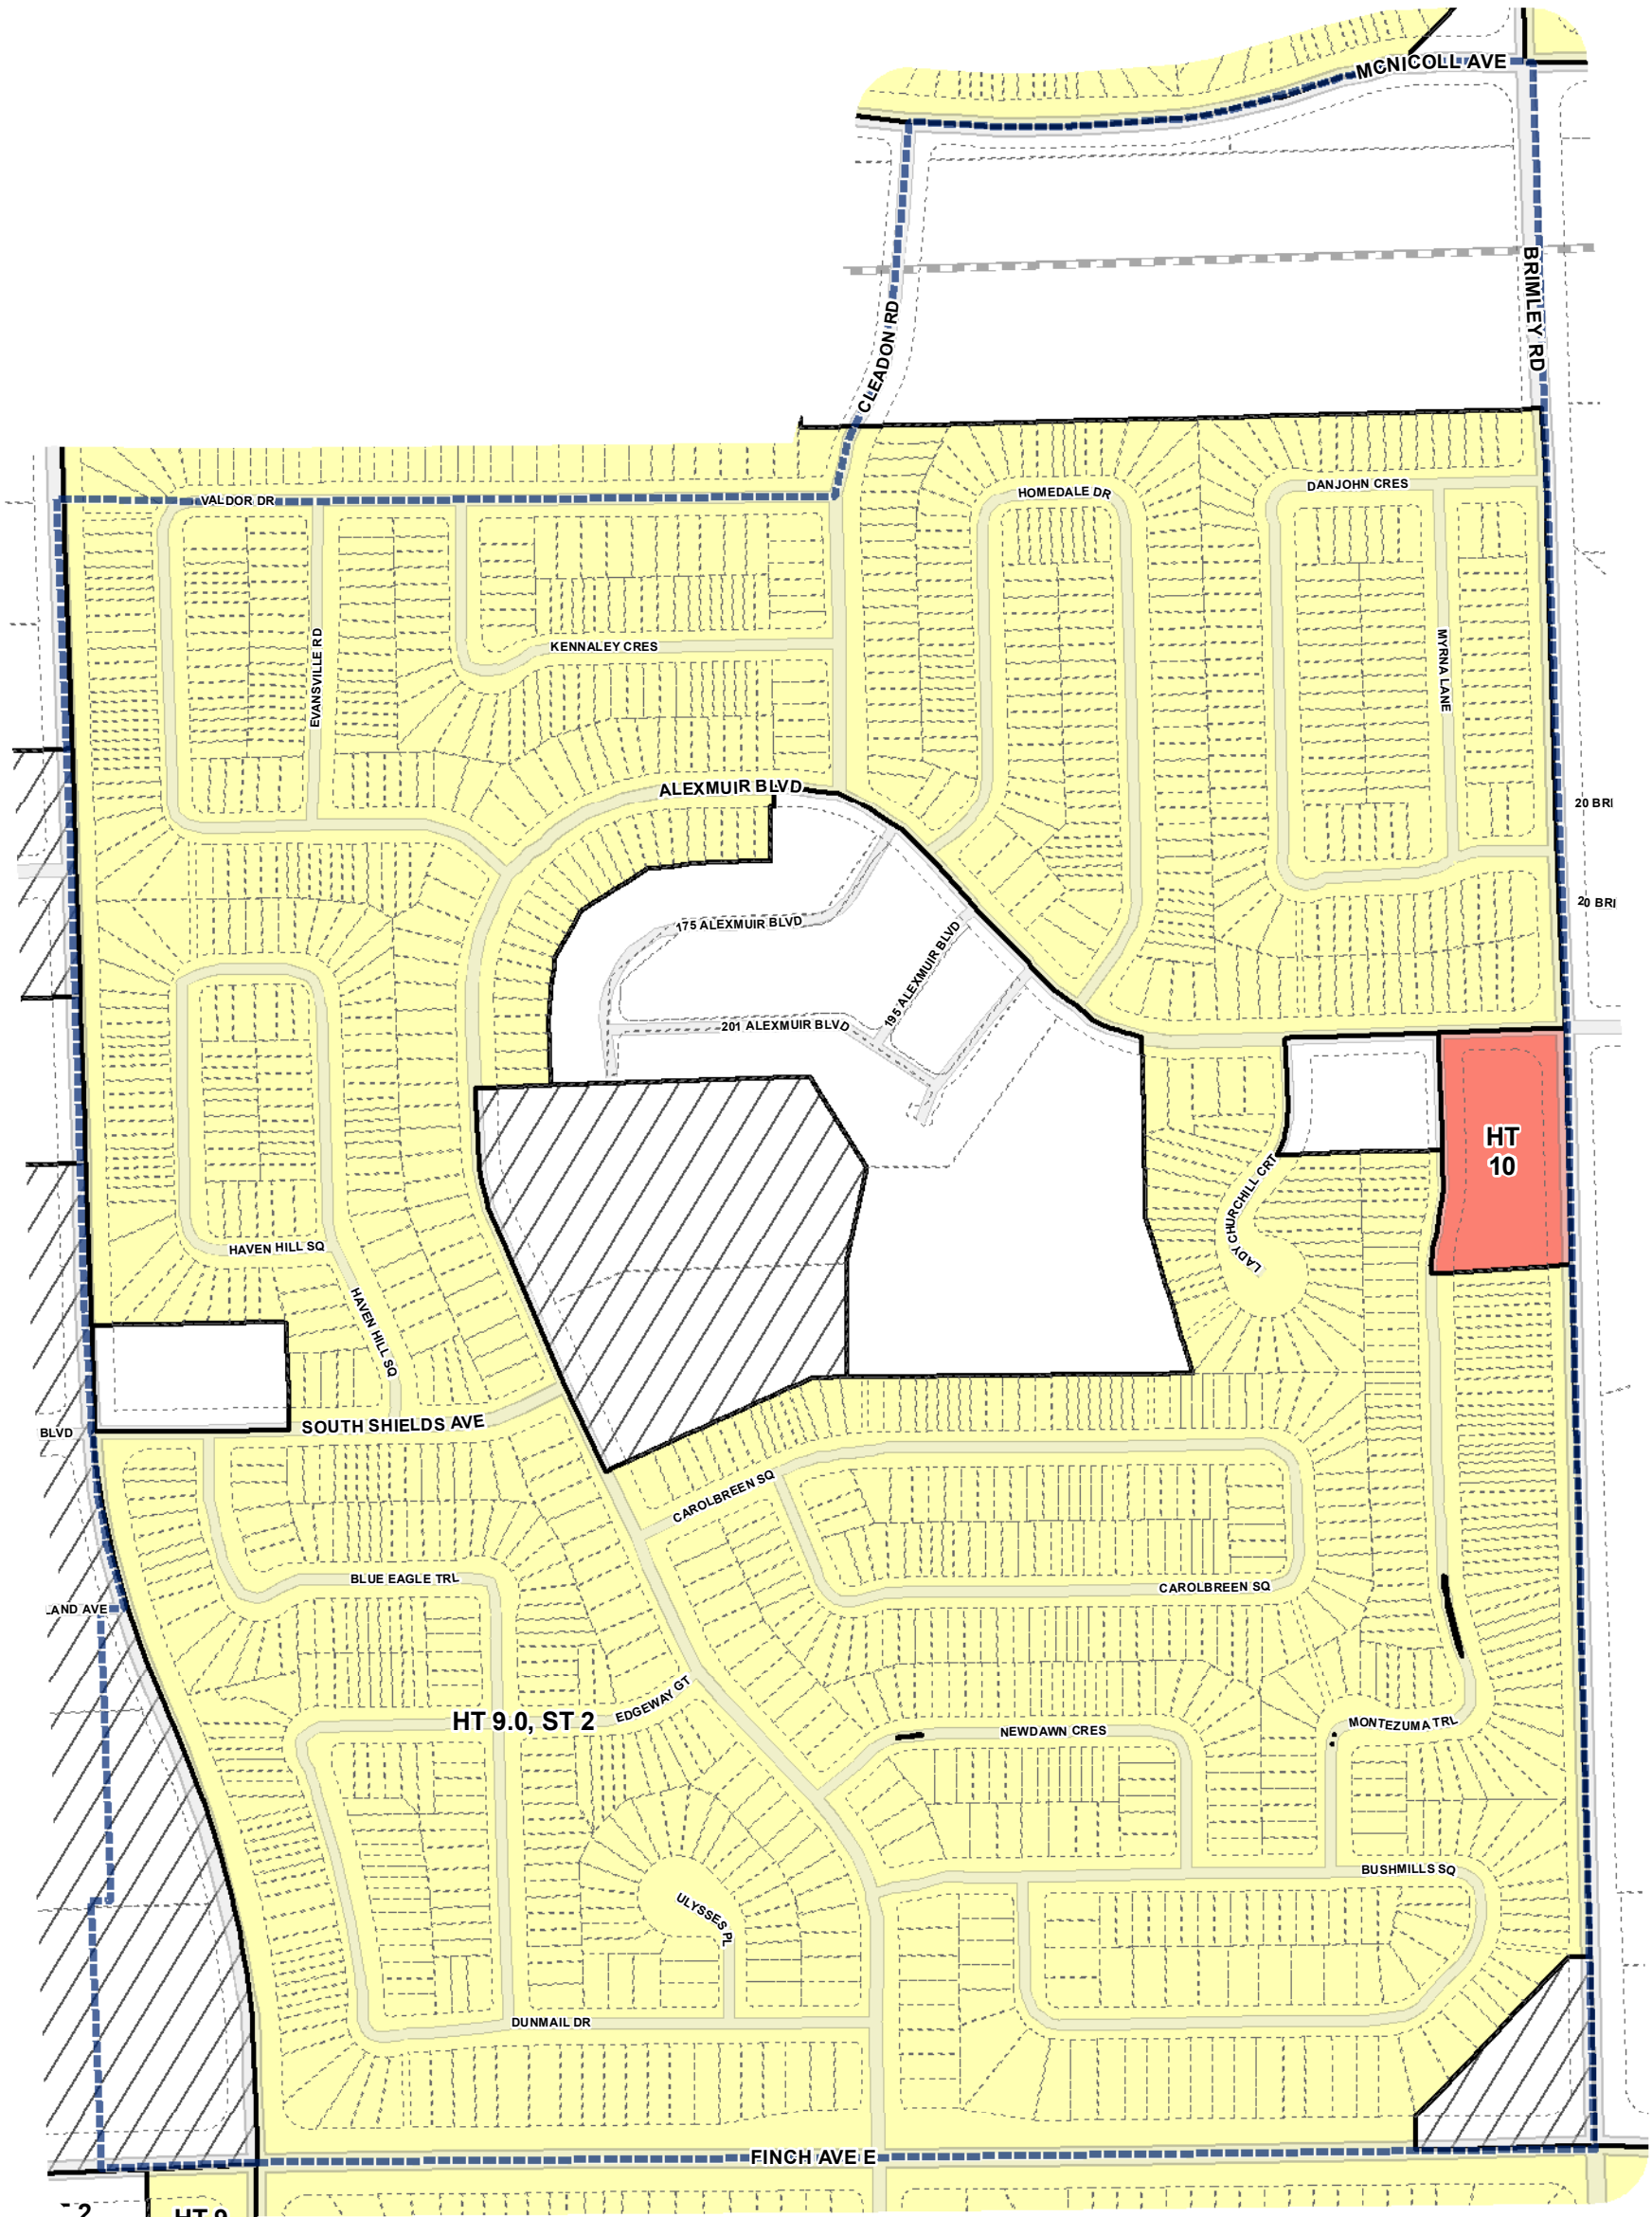 MCNICOLL AVE
BRIMLEY RD
CLEADON RD
VALDOR DR
HOMEDALE DR
DANJOHN CRES
EVANSVILLE RD
KENNALEY CRES
MYRNA LANE
ALEXMUIR BLVD
20 BRI
175 ALEXMUIR BLVD
195 ALEXMUIR BLVD
20 BRI
201 ALEXMUIR BLVD
HT
10
LADY CHURCHILL CRT
HAVEN HILL SQ
HAVEN HILL SQ
SOUTH SHIELDS AVE
BLVD
CAROLBREEN SQ
BLUE EAGLE TRL
CAROLBREEN SQ
LAND AVE
EDGEWAY GT
HT 9.0, ST 2
NEWDAWN CRES
MONTEZUMA TRL
BUSHMILLS SQ
ULYSSES PL
DUNMAIL DR
FINCH AVE E
2
HT 9